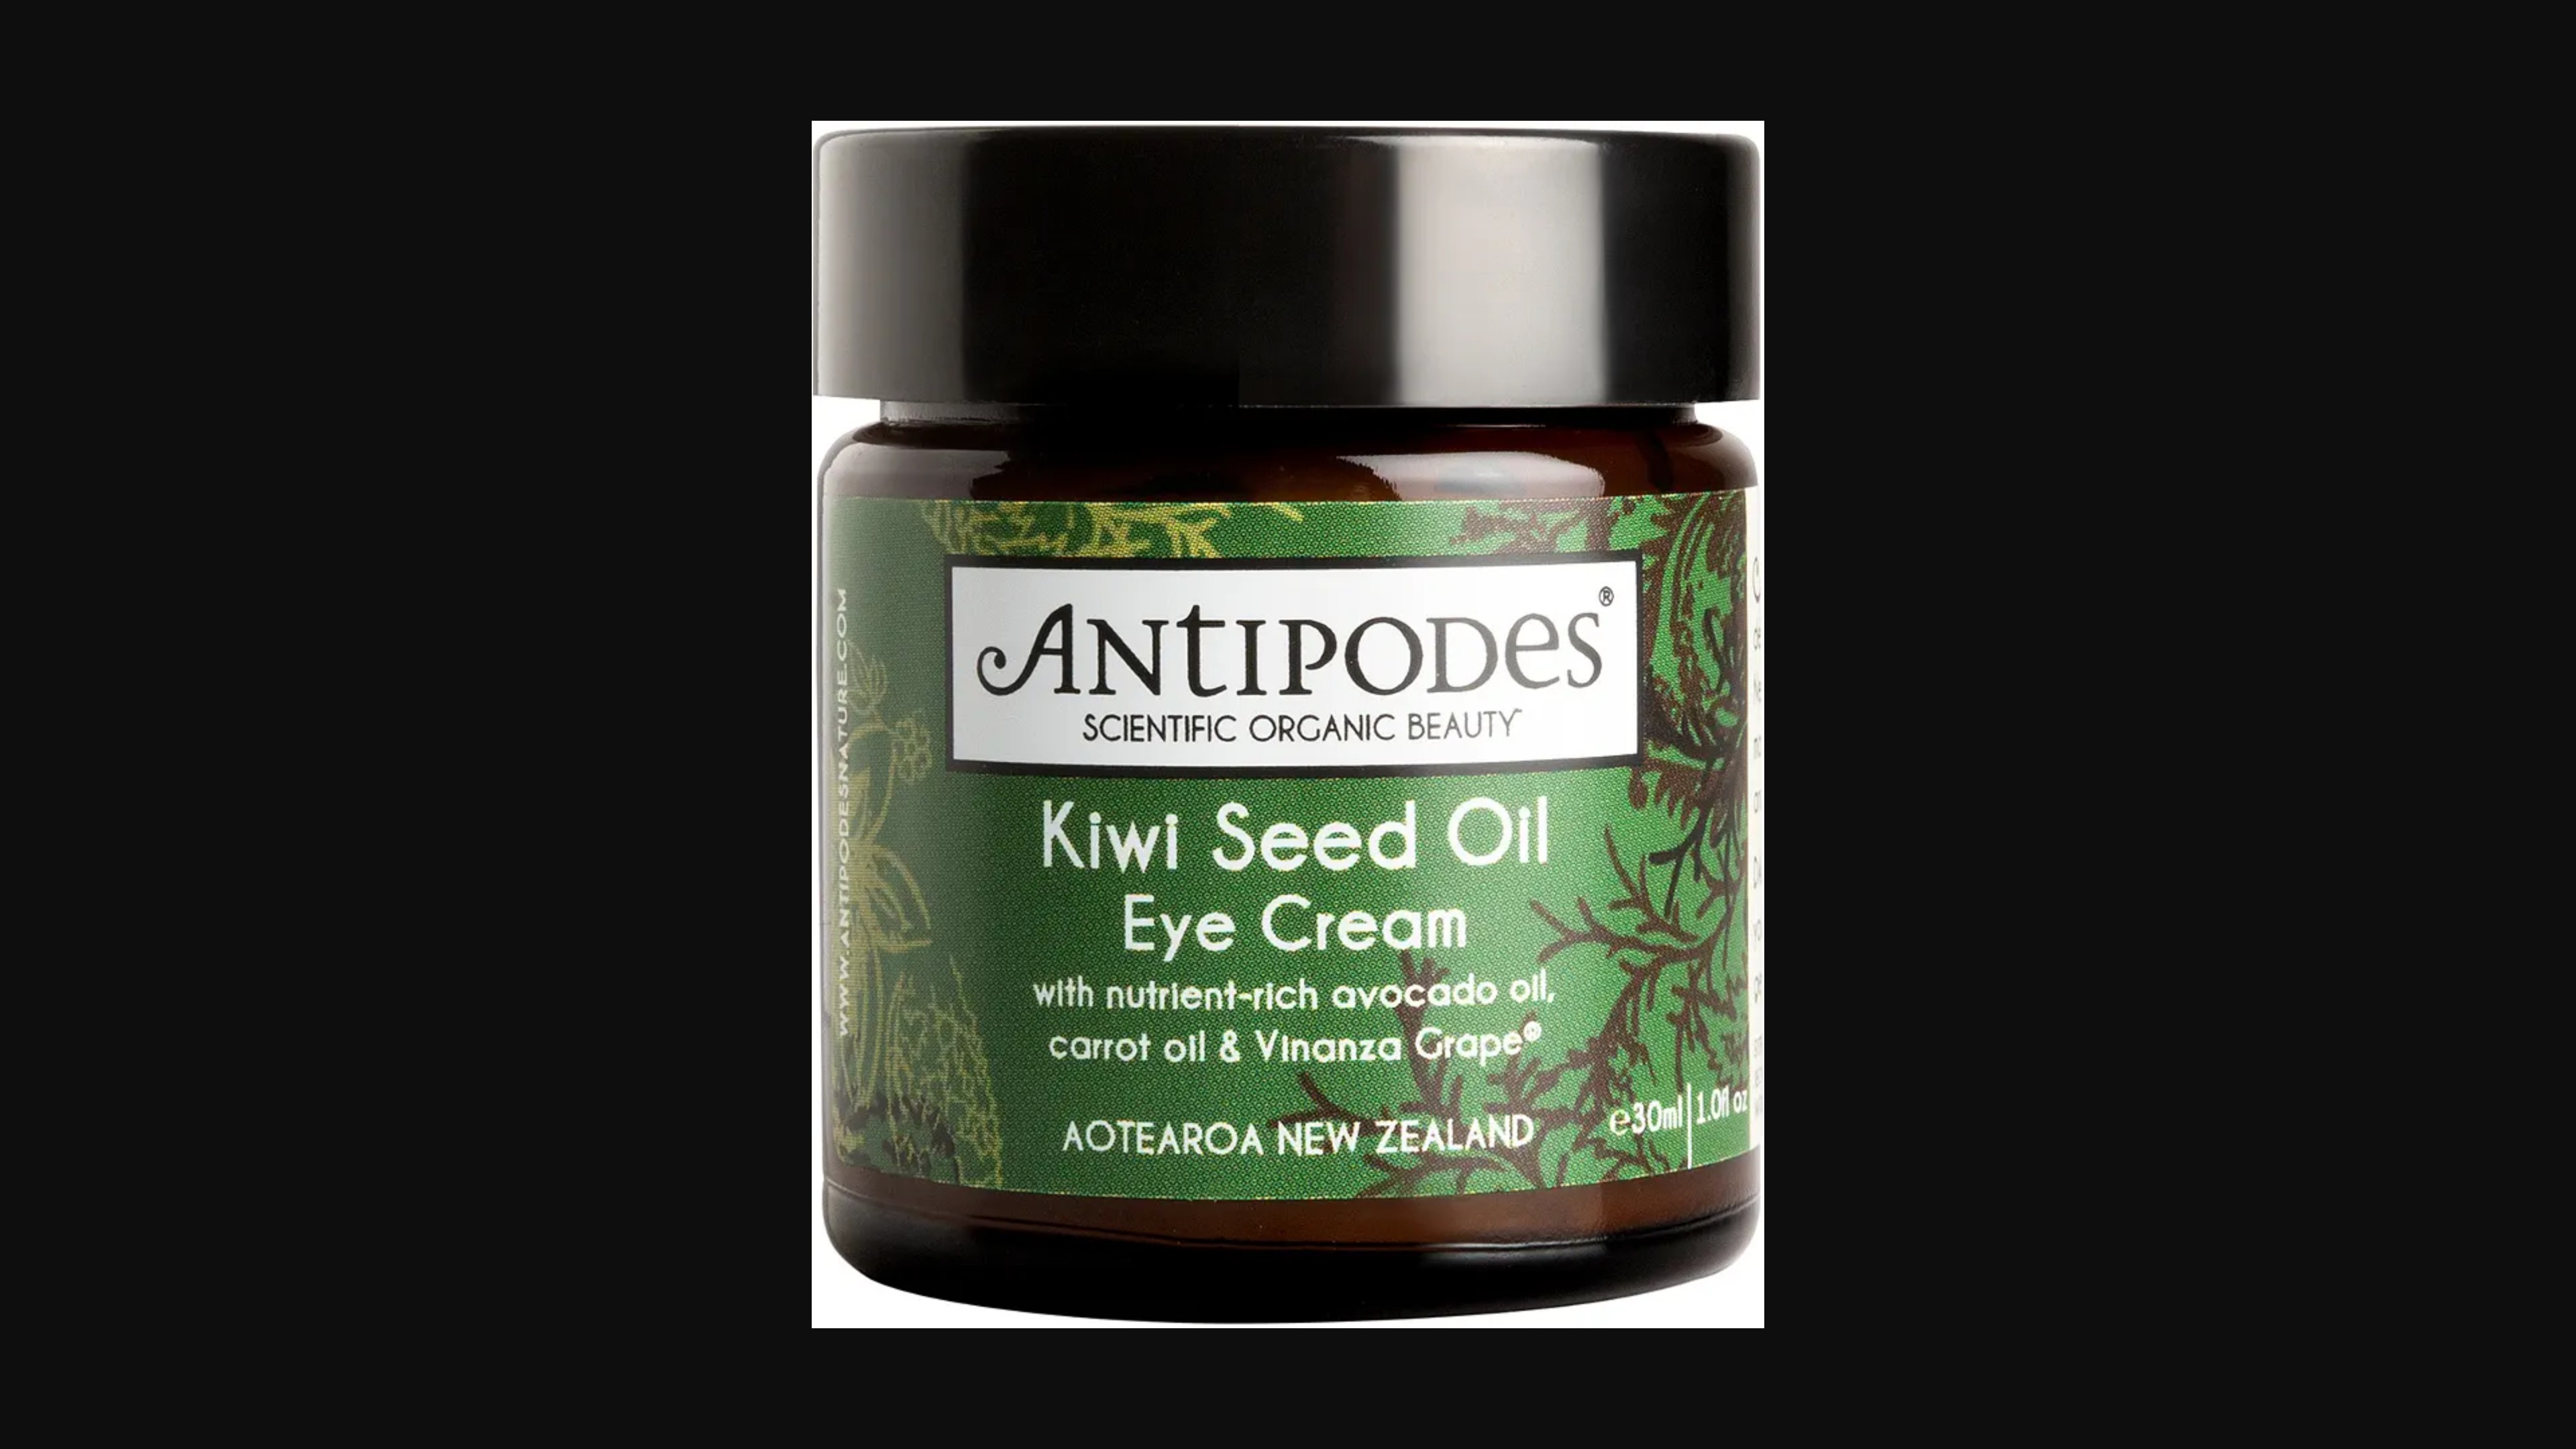 ANTIPODES®
SCIENTIFIC ORGANIC BEAUTY™
Kiwi Seed Oil
Eye Cream
with nutrient-rich avocado oil,
carrot oil & Vinanza Grape®
AOTEAROA NEW ZEALAND
e30ml|1.0fl oz
WWW.ANTIPODESNATURE.COM